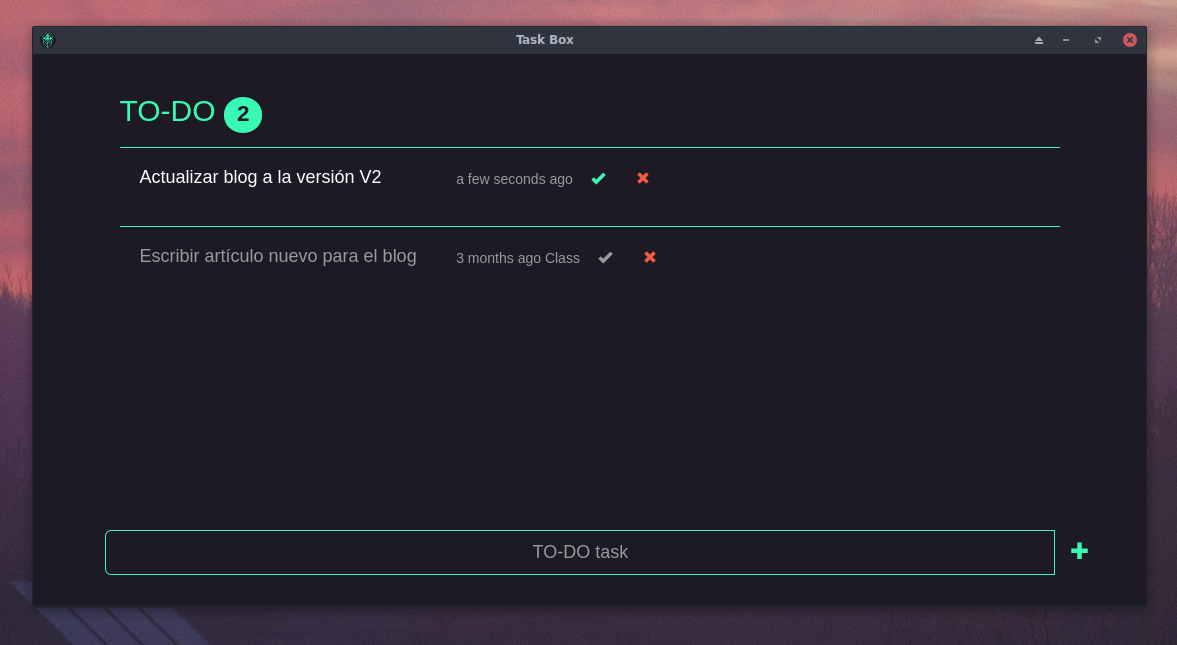 Task Box
TO-DO 2
Actualizar blog a la versión V2 a few seconds ago
Escribir artículo nuevo para el blog 3 months ago Class
TO-DO task